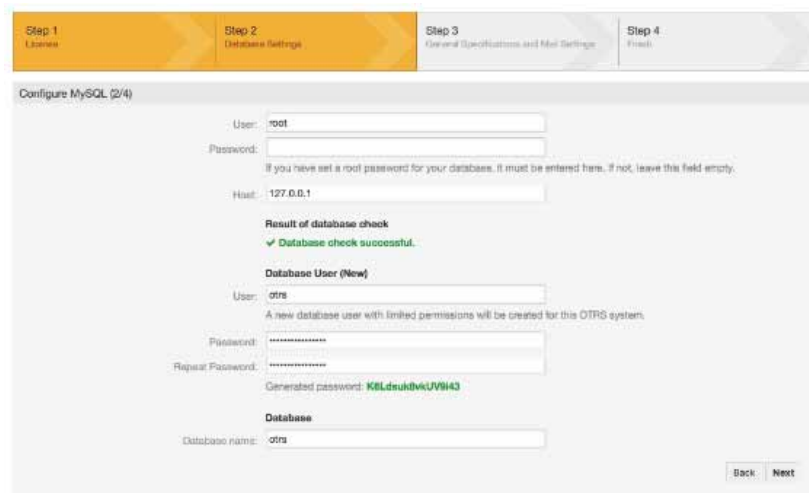 Step 1
License
Step 2
Database Settings
Step 3
General Specifications and Mail Settings
Step 4
Finish
Configure MySQL (2/4)
User: root
Password:
If you have set a root password for your database, it must be entered here. If not, leave this field empty.
Host: 127.0.0.1
Result of database check
✔ Database check successful.
Database User (New)
User: otrs
A new database user with limited permissions will be created for this OTRS system.
Password: ••••••••••••••••
Repeat Password: ••••••••••••••••
Generated password:
Database
Database name: otrs
Back Next